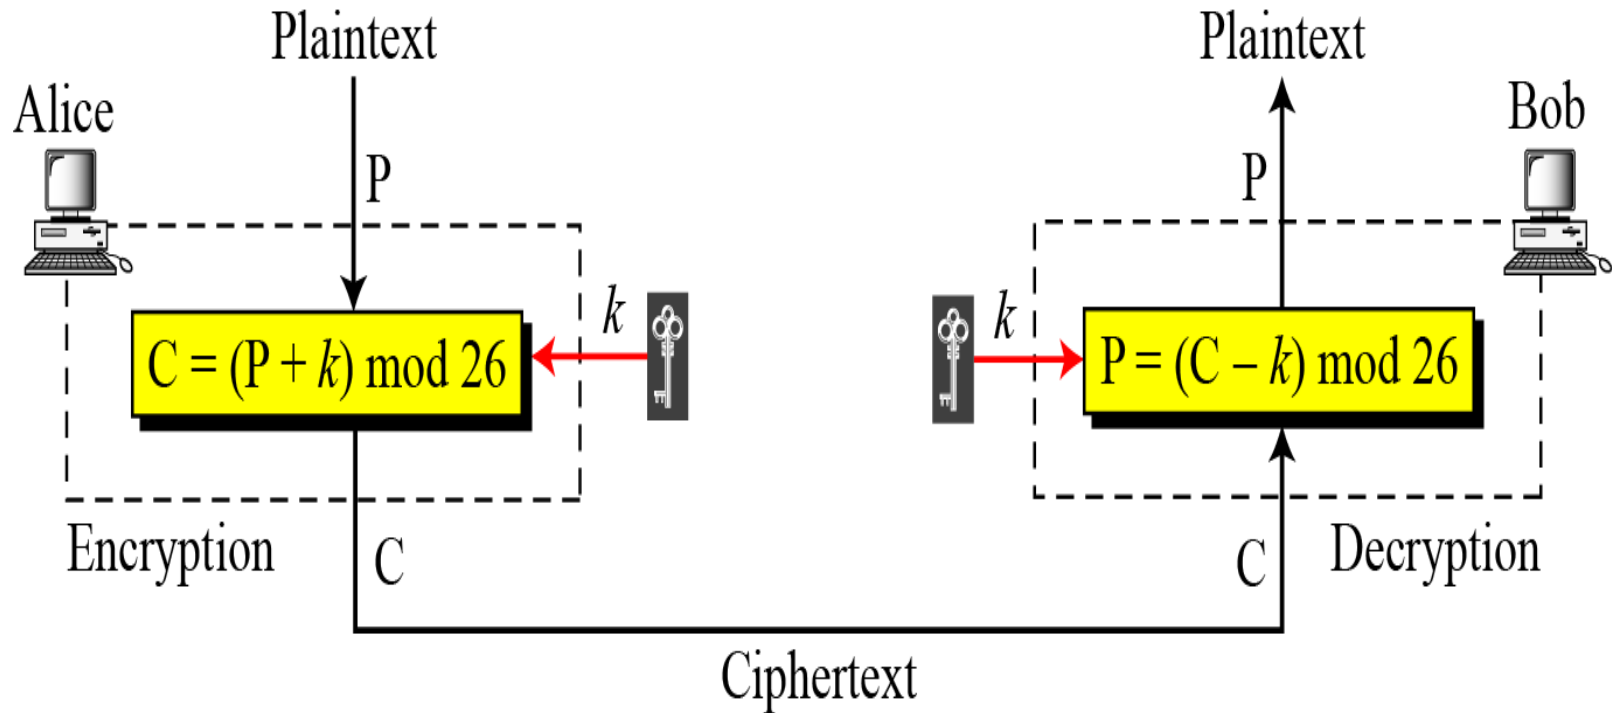 Plaintext
Plaintext
Alice
Bob
P
P
k
k
C = (P + k) mod 26
P = (C – k) mod 26
Encryption
C
C
Decryption
Ciphertext